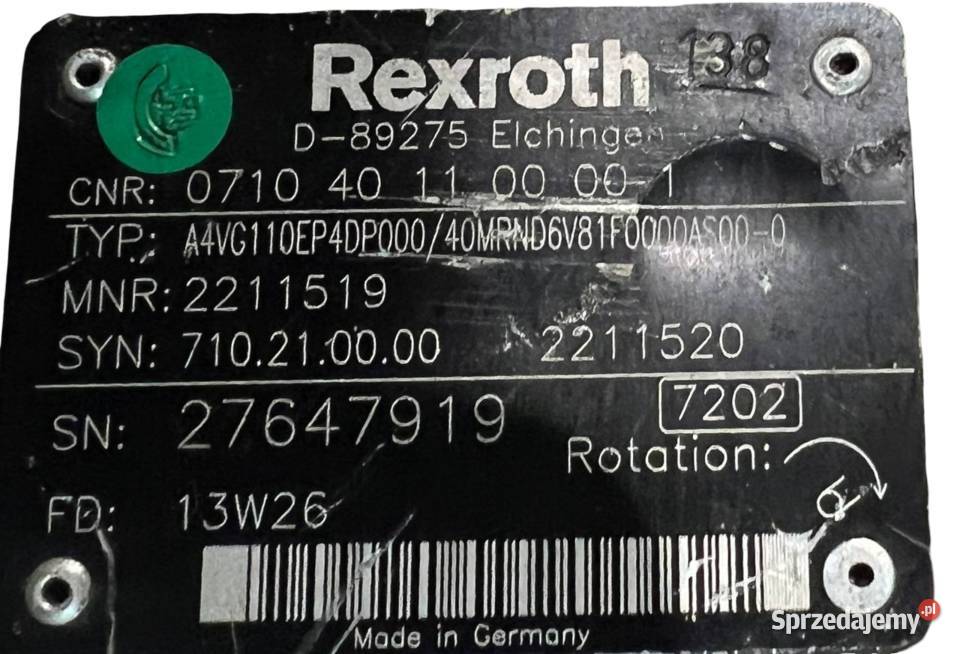 Rexroth 138
D-89275 Elchingen
CNR: 0710 40 11 00 00-1
TYP: A4VG110EP4DP000/40MRND6V81F0000AS00-0
MNR: 2211519
SYN: 710.21.00.00 2211520
SN: 27647919 7202
Rotation:
FD: 13W26
Made in Germany
Sprzedajemy.pl